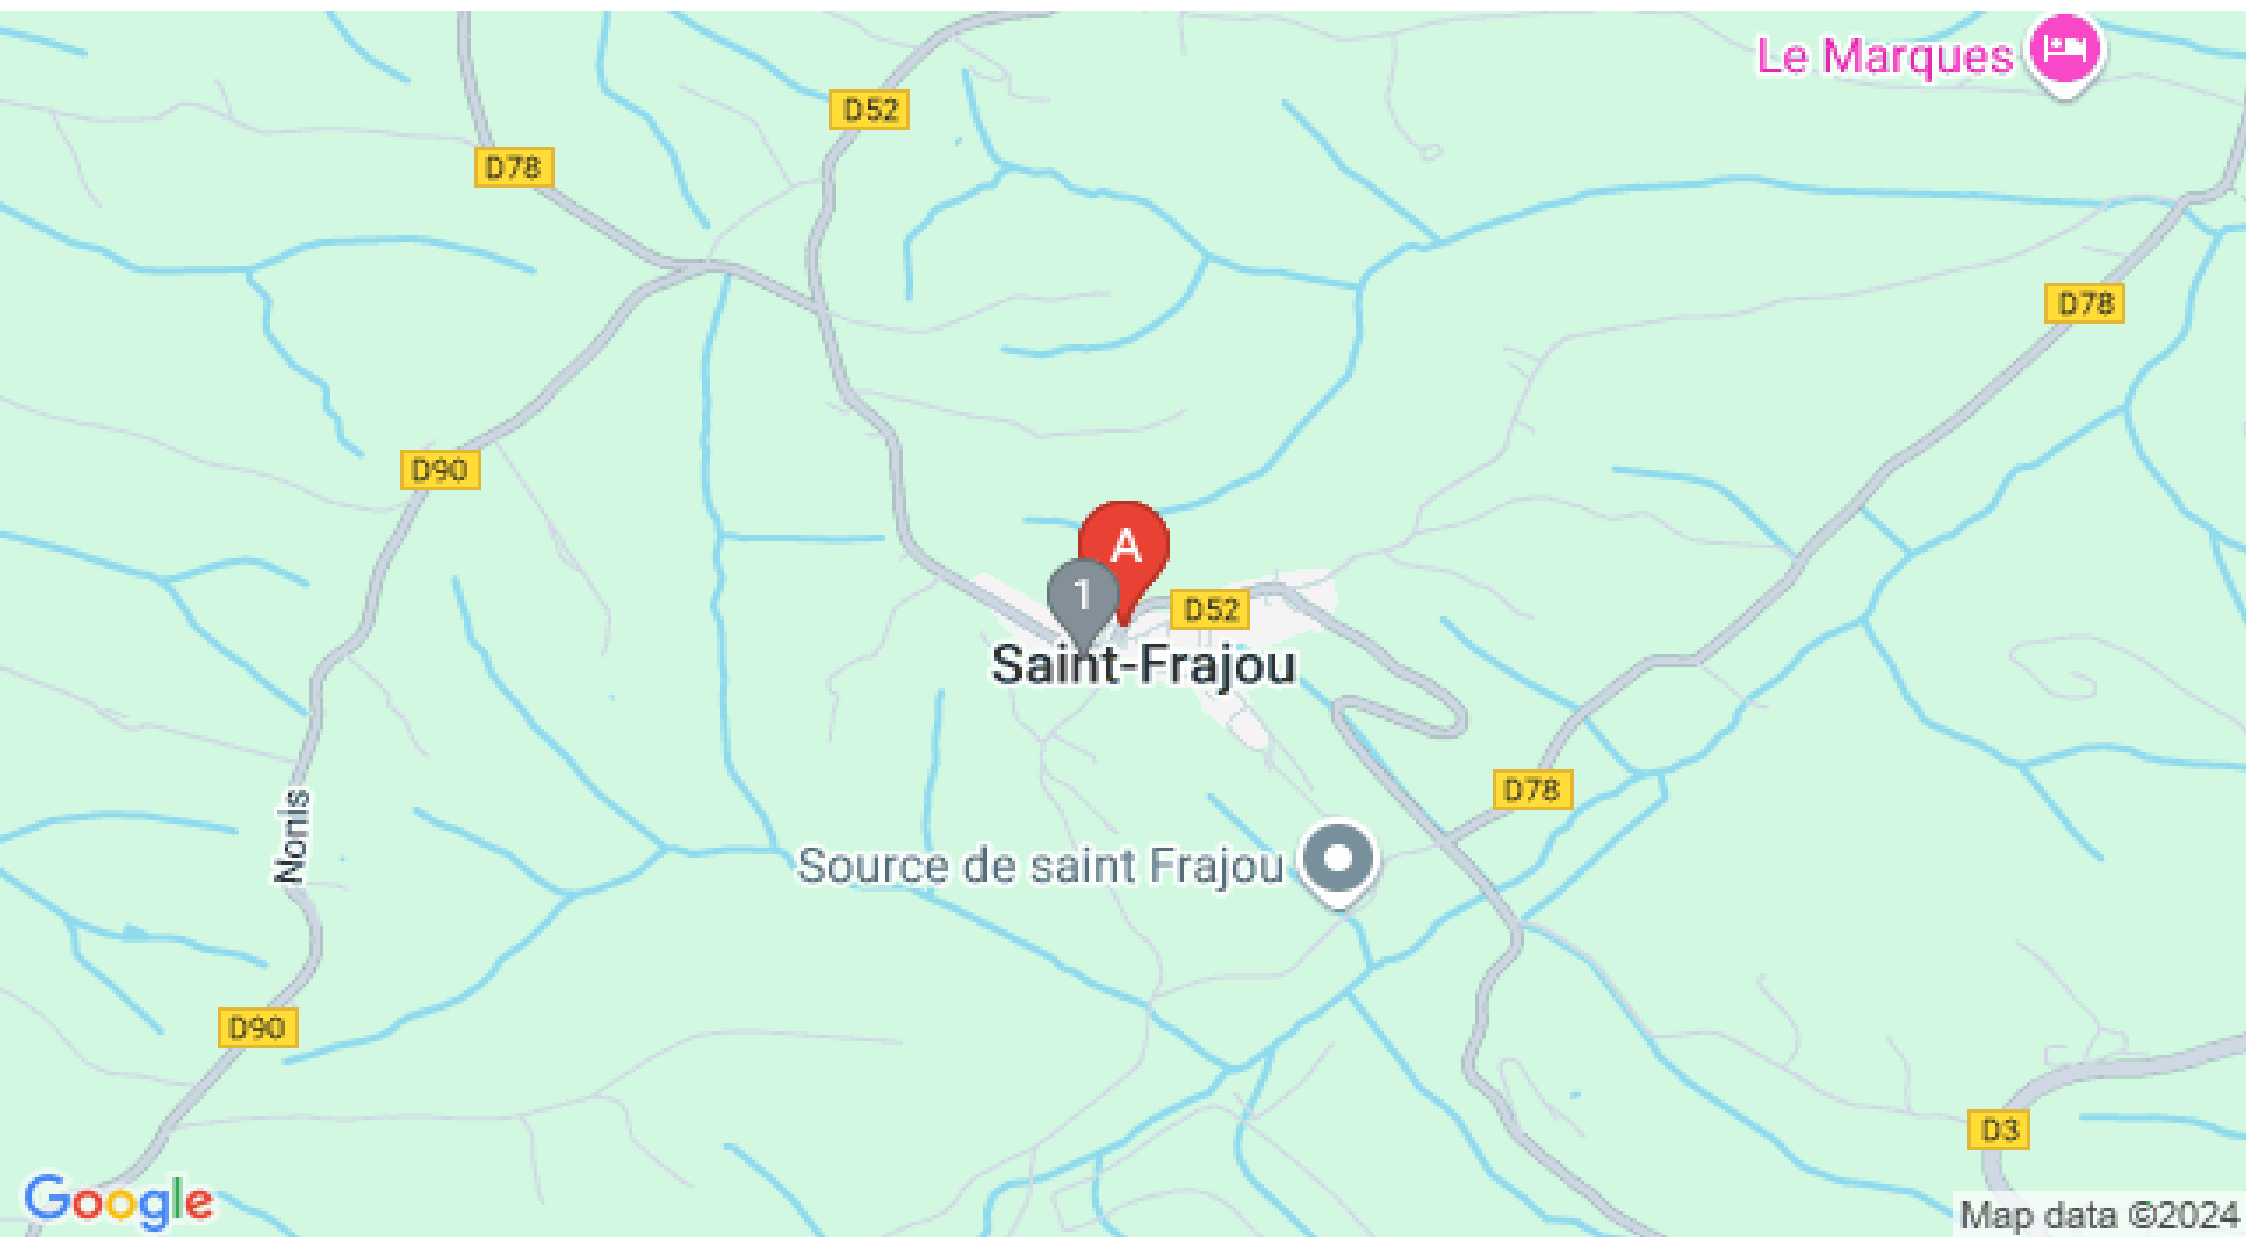 Le Marques
D52
D78
D78
D90
A
1
D52
Saint-Frajou
D78
Nonis
Source de saint Frajou
D90
D3
Google
Map data ©2024